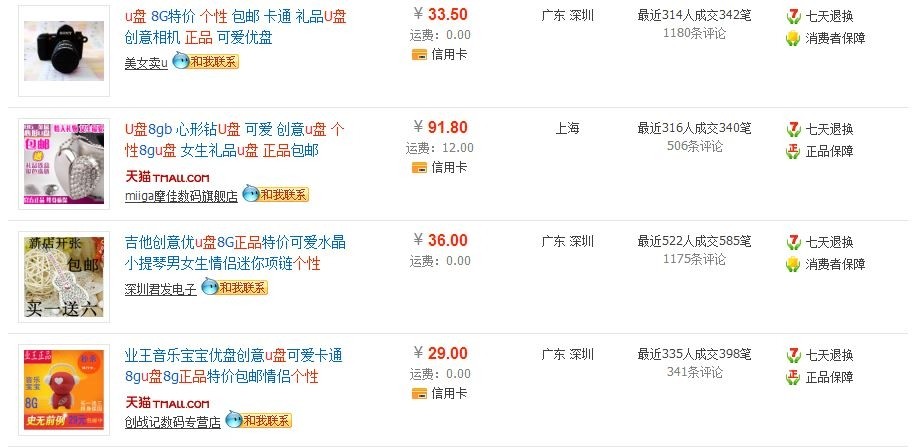 u盘 8G特价 个性 包邮 卡通 礼品U盘
创意相机 正品 可爱优盘
美女卖u 和我联系
¥ 33.50
运费：0.00
信用卡
广东 深圳
最近314人成交342笔
1180条评论
7 七天退换
消费者保障
包邮
U盘8gb 心形钻U盘 可爱 创意u盘 个
性8gu盘 女生礼品u盘 正品包邮
天猫 TMALL.COM
miiga摩佳数码旗舰店 和我联系
¥ 91.80
运费：12.00
信用卡
上海
最近316人成交340笔
506条评论
7 七天退换
正 正品保障
新店开张
包邮
买一送六
吉他创意优u盘8G正品特价可爱水晶
小提琴男女生情侣迷你项链个性
深圳君发电子 和我联系
¥ 36.00
运费：0.00
广东 深圳
最近522人成交585笔
1175条评论
7 七天退换
消费者保障
业王正品
秒杀
音乐
宝宝
8G
史无前例 29元
业王音乐宝宝优盘创意u盘可爱卡通
8gu盘8g正品特价包邮情侣个性
天猫 TMALL.COM
创战记数码专营店 和我联系
¥ 29.00
运费：0.00
信用卡
广东 深圳
最近335人成交398笔
341条评论
7 七天退换
正 正品保障